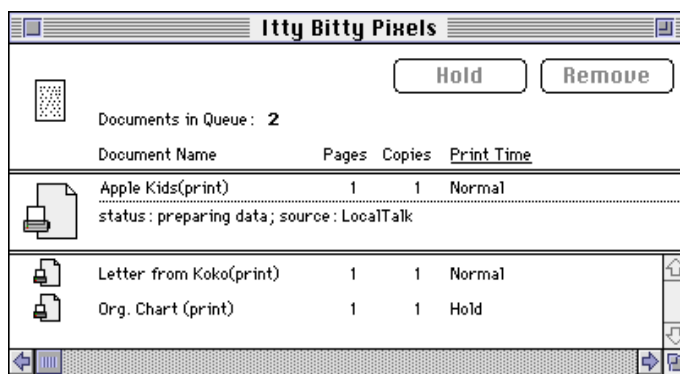 Itty Bitty Pixels
Hold Remove
Documents in Queue: 2
Document Name Pages Copies Print Time
Apple Kids(print) 1 1 Normal
status: preparing data; source: LocalTalk
Letter from Koko(print) 1 1 Normal
Org. Chart (print) 1 1 Hold